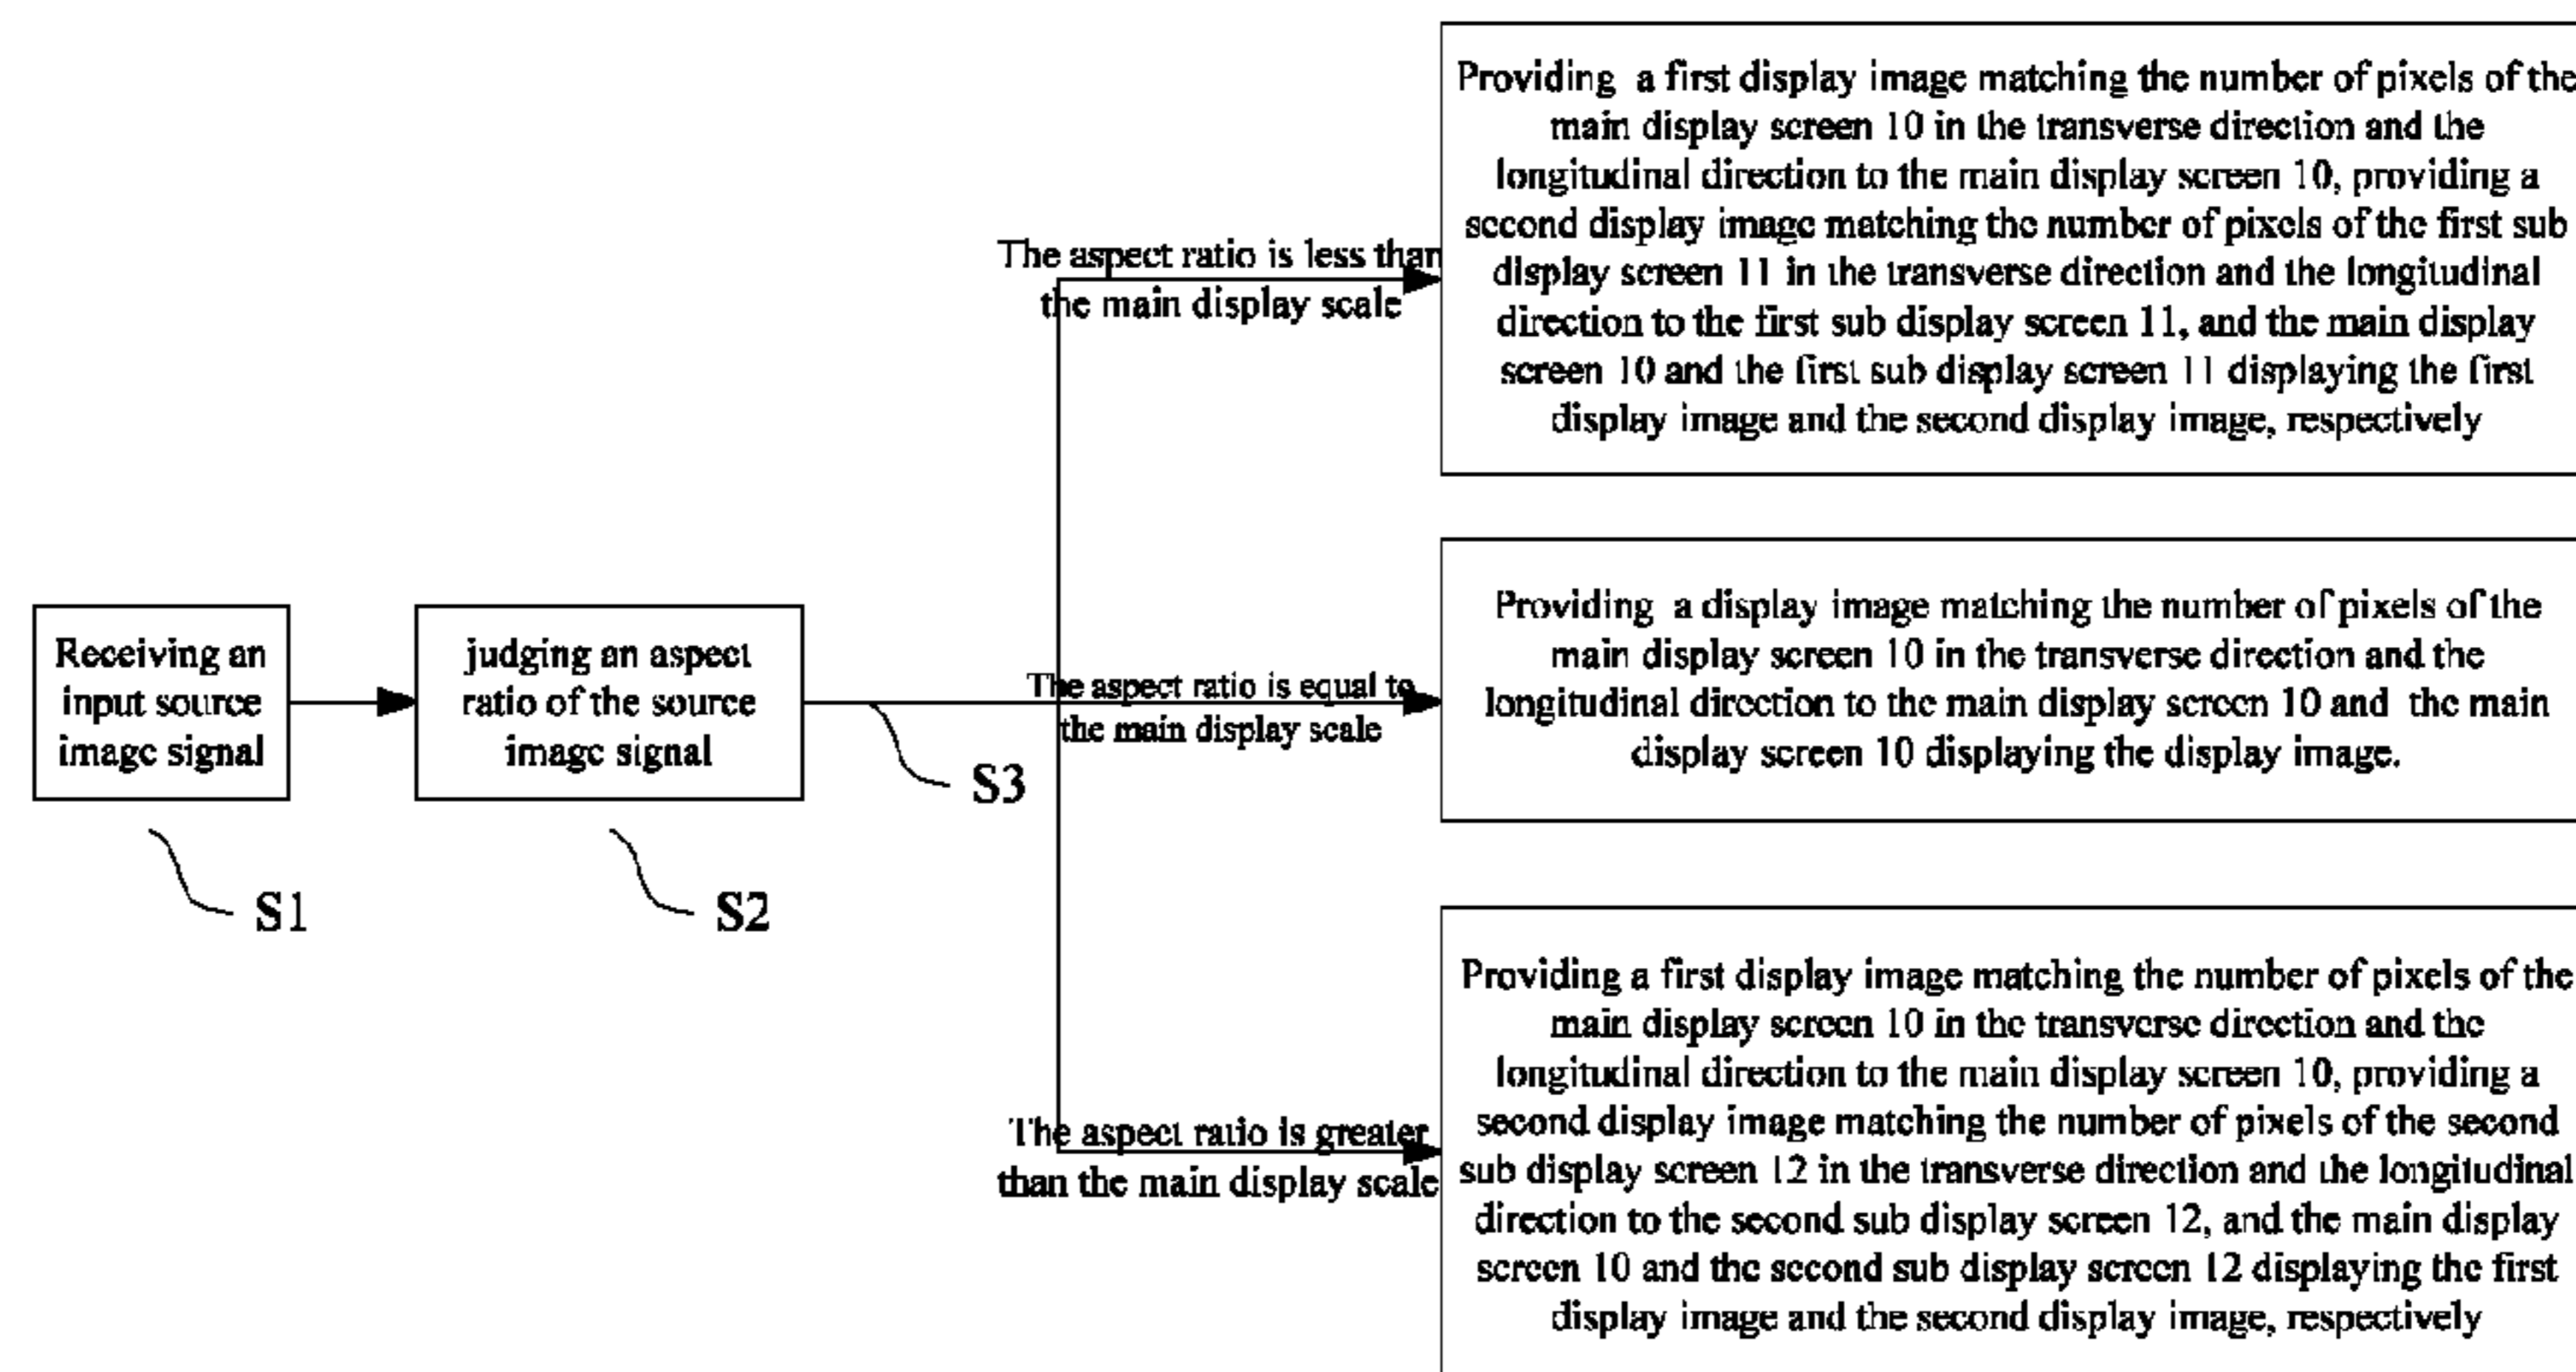 Receiving an
input source
image signal
S1
judging an aspect
ratio of the source
image signal
S2
S3
The aspect ratio is less than
the main display scale
Providing a first display image matching the number of pixels of the
main display screen 10 in the transverse direction and the
longitudinal direction to the main display screen 10, providing a
second display image matching the number of pixels of the first sub
display screen 11 in the transverse direction and the longitudinal
direction to the first sub display screen 11, and the main display
screen 10 and the first sub display screen 11 displaying the first
display image and the second display image, respectively
The aspect ratio is equal to
the main display scale
Providing a display image matching the number of pixels of the
main display screen 10 in the transverse direction and the
longitudinal direction to the main display screen 10 and the main
display screen 10 displaying the display image.
The aspect ratio is greater
than the main display scale
Providing a first display image matching the number of pixels of the
main display screen 10 in the transverse direction and the
longitudinal direction to the main display screen 10, providing a
second display image matching the number of pixels of the second
sub display screen 12 in the transverse direction and the longitudinal
direction to the second sub display screen 12, and the main display
screen 10 and the second sub display screen 12 displaying the first
display image and the second display image, respectively